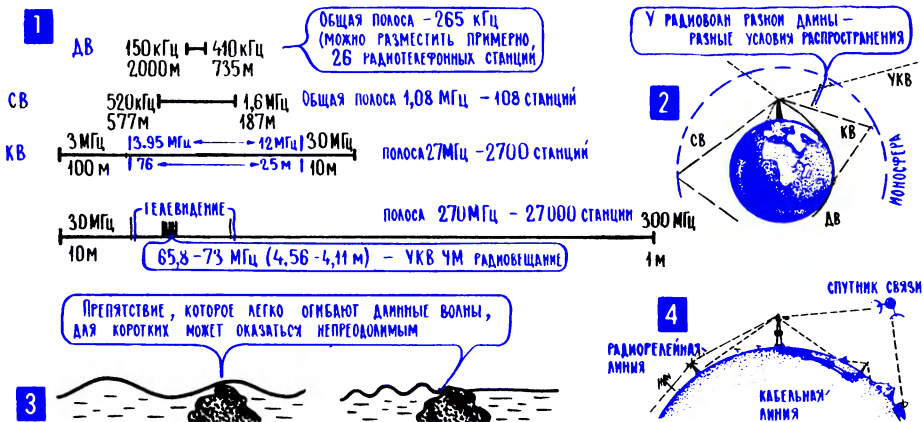 1
ДВ
150 кГц 410 кГц
2000 м 735 м
Общая полоса – 265 кГц
(можно разместить примерно
26 радиотелефонных станций
СВ
520 кГц 1,6 МГц
577 м 187 м
Общая полоса 1,08 МГц – 108 станций
КВ
3 МГц 3.95 МГц 12 МГц 30 МГц
100 м 76 25 м 10 м
полоса 27 МГц – 2700 станций
30 МГц телевидение 300 МГц
полоса 270 МГц – 27000 станции
10 м 1 м
65,8 – 73 МГц (4,56 – 4,11 м) – УКВ ЧМ радиовещание
2
У радиоволн разной длины –
разные условия распространения
УКВ
СВ
КВ
ДВ
ионосфера
3
Препятствие, которое легко огибают длинные волны,
для коротких может оказаться непреодолимым
4
спутник связи
радиорелейная
линия
кабельная
линия